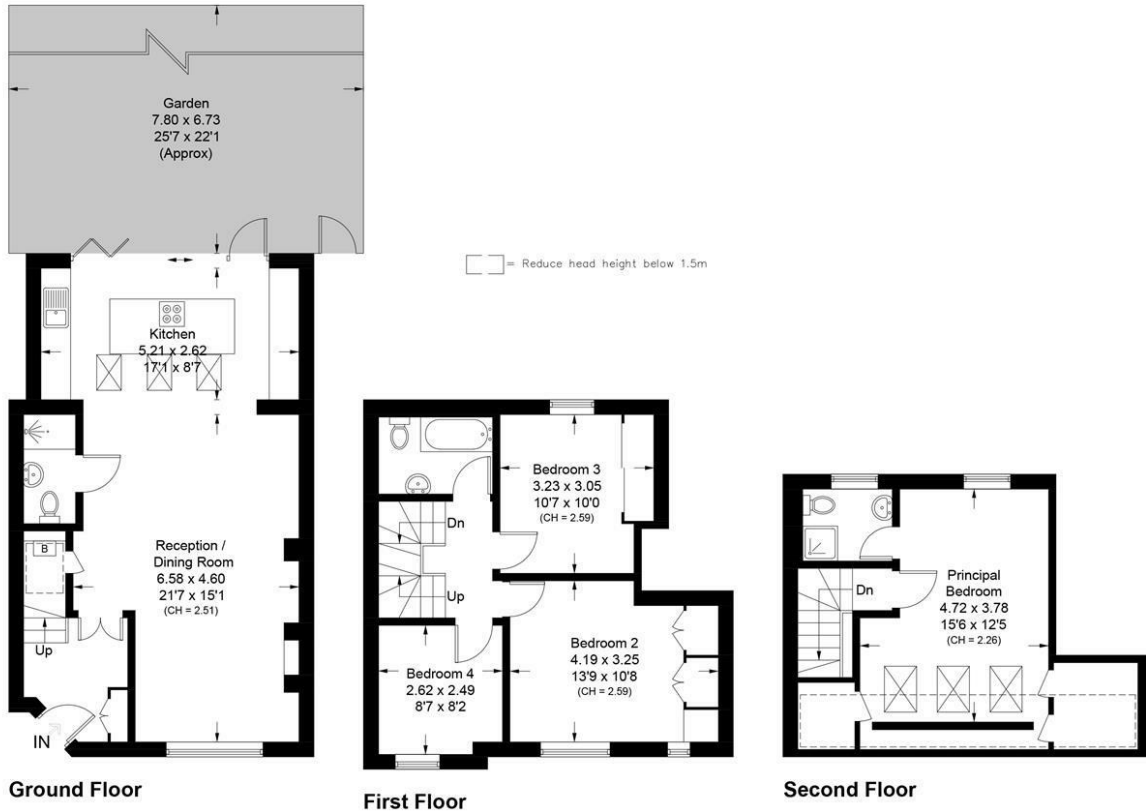 Garden
7.80 x 6.73
25'7 x 22'1
(Approx)
= Reduce head height below 1.5m
Kitchen
5.21 x 2.62
17'1 x 8'7
B
Reception /
Dining Room
6.58 x 4.60
21'7 x 15'1
(CH = 2.51)
Up
IN
Ground Floor
Bedroom 3
3.23 x 3.05
10'7 x 10'0
(CH = 2.59)
Dn
Up
Bedroom 2
4.19 x 3.25
13'9 x 10'8
(CH = 2.59)
Bedroom 4
2.62 x 2.49
8'7 x 8'2
First Floor
Dn
Principal
Bedroom
4.72 x 3.78
15'6 x 12'5
(CH = 2.26)
Second Floor